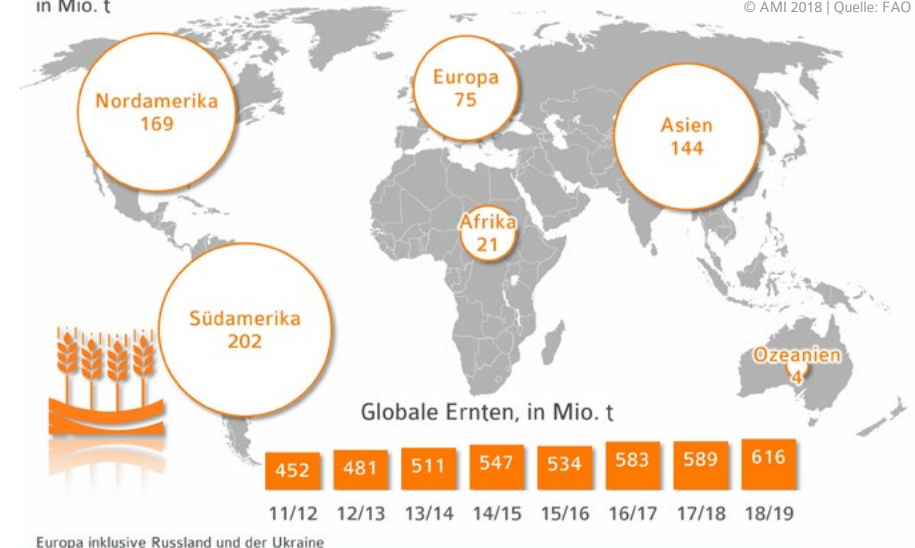 in Mio. t
© AMI 2018 | Quelle: FAO
Nordamerika
169
Europa
75
Asien
144
Afrika
21
Südamerika
202
Ozeanien
4
Globale Ernten, in Mio. t
452 481 511 547 534 583 589 616
11/12 12/13 13/14 14/15 15/16 16/17 17/18 18/19
Europa inklusive Russland und der Ukraine